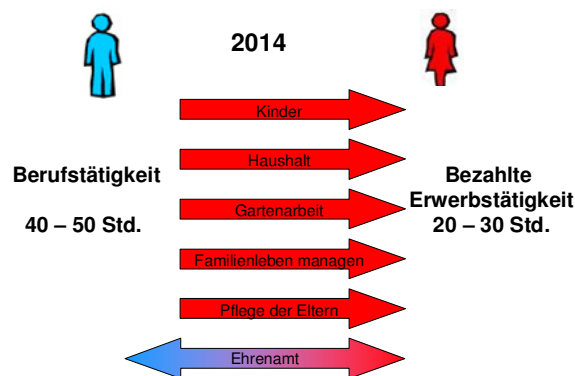 2014
Kinder
Haushalt
Berufstätigkeit
40 – 50 Std.
Bezahlte
Erwerbstätigkeit
20 – 30 Std.
Gartenarbeit
Familienleben managen
Pflege der Eltern
Ehrenamt